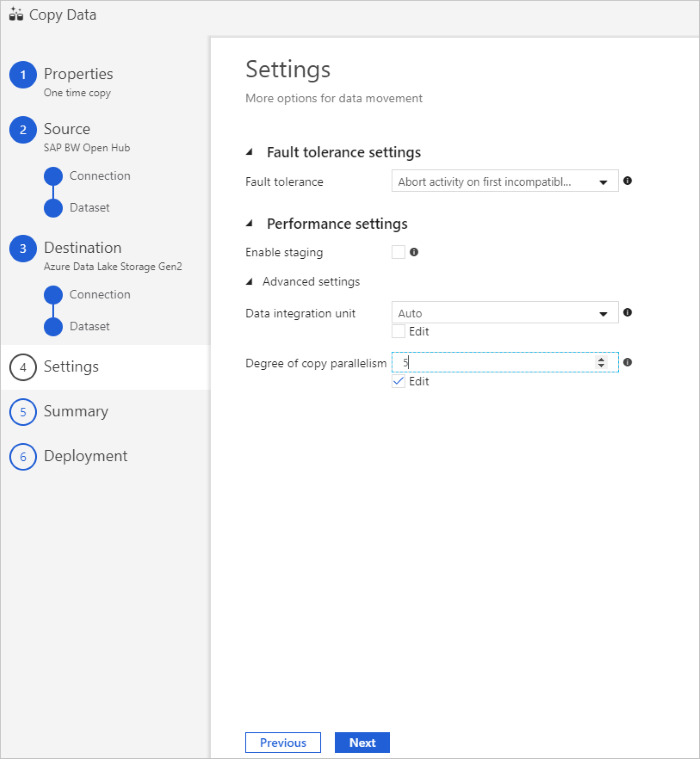 Copy Data
1 Properties
One time copy
2 Source
SAP BW Open Hub
Connection
Dataset
3 Destination
Azure Data Lake Storage Gen2
Connection
Dataset
4 Settings
5 Summary
6 Deployment
Settings
More options for data movement
Fault tolerance settings
Fault tolerance Abort activity on first incompatibl...
Performance settings
Enable staging
Advanced settings
Data integration unit Auto
Edit
Degree of copy parallelism 5
Edit
Previous Next